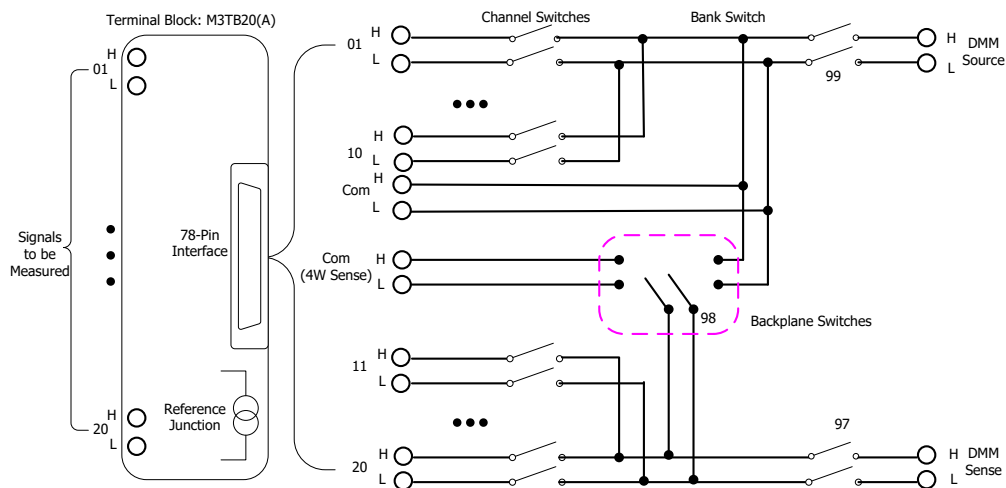 Terminal Block: M3TB20(A)
Channel Switches
Bank Switch
H
01
L
H
01
L
H
DMM
Source
L
99
H
10
L
H
Com
L
Signals
to be
Measured
78-Pin
Interface
Com
(4W Sense)
H
L
98
Backplane Switches
H
11
L
Reference
Junction
H
20
L
H
20
L
97
H
DMM
Sense
L